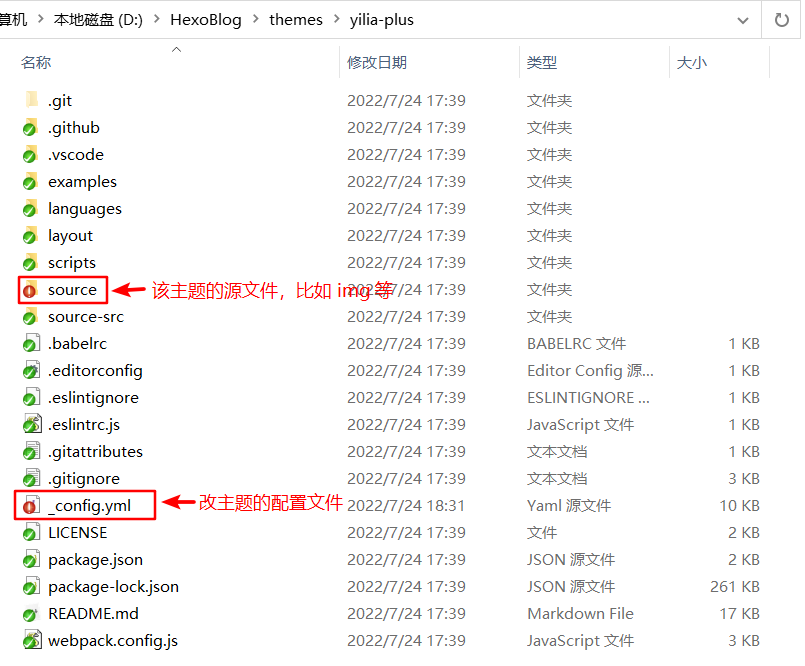 算机 › 本地磁盘 (D:) › HexoBlog › themes › yilia-plus
名称 修改日期 类型 大小
.git 2022/7/24 17:39 文件夹
.github 2022/7/24 17:39 文件夹
.vscode 2022/7/24 17:39 文件夹
examples 2022/7/24 17:39 文件夹
languages 2022/7/24 17:39 文件夹
layout 2022/7/24 17:39 文件夹
scripts 2022/7/24 17:39 文件夹
source 该主题的源文件，比如 img 等 2022/7/24 17:39 文件夹
source-src 2022/7/24 17:39 文件夹
.babelrc 2022/7/24 17:39 BABELRC 文件 1 KB
.editorconfig 2022/7/24 17:39 Editor Config 源... 1 KB
.eslintignore 2022/7/24 17:39 ESLINTIGNORE ... 1 KB
.eslintrc.js 2022/7/24 17:39 JavaScript 文件 1 KB
.gitattributes 2022/7/24 17:39 文本文档 1 KB
.gitignore 2022/7/24 17:39 文本文档 3 KB
_config.yml 改主题的配置文件 2022/7/24 18:31 Yaml 源文件 10 KB
LICENSE 2022/7/24 17:39 文件 2 KB
package.json 2022/7/24 17:39 JSON 源文件 2 KB
package-lock.json 2022/7/24 17:39 JSON 源文件 261 KB
README.md 2022/7/24 17:39 Markdown File 17 KB
webpack.config.js 2022/7/24 17:39 JavaScript 文件 3 KB